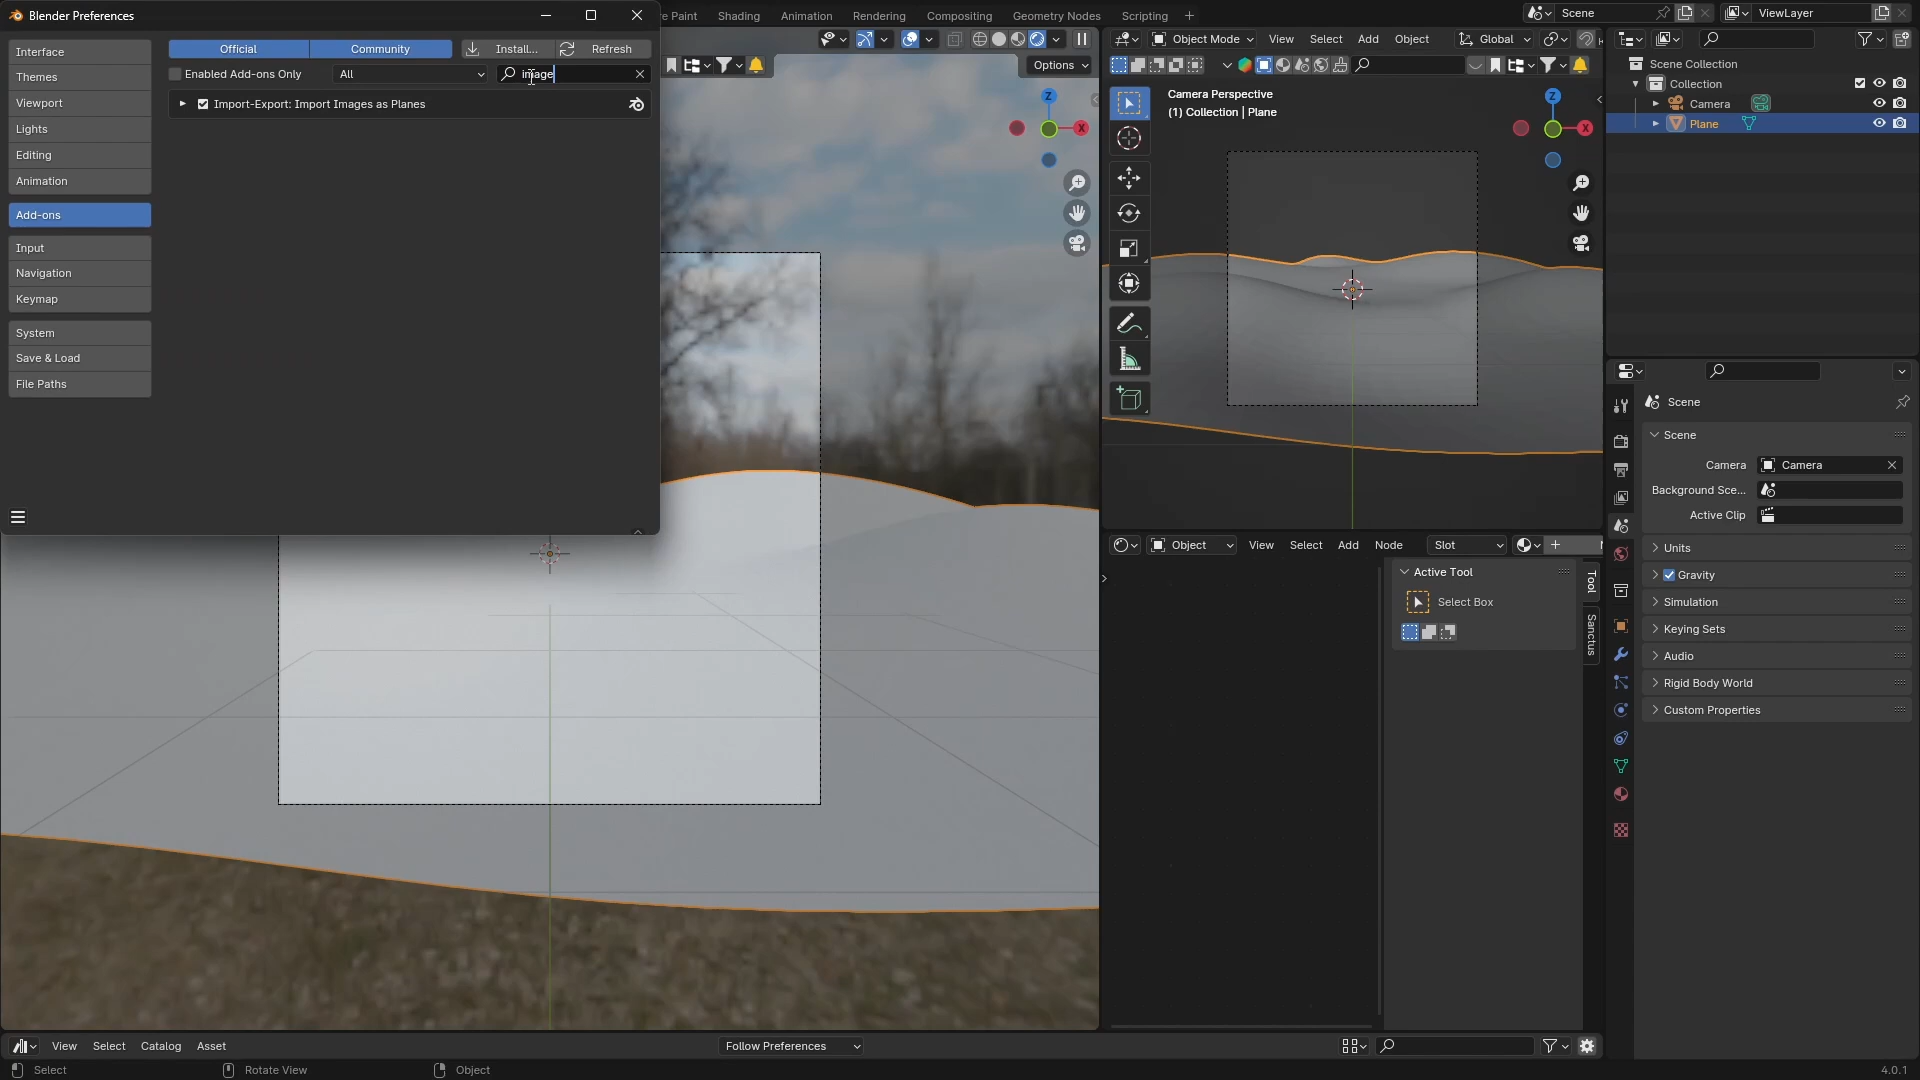 Blender Preferences
Paint
Shading
Animation
Rendering
Compositing
Geometry Nodes
Scripting
Scene
ViewLayer
Interface
Themes
Viewport
Lights
Editing
Animation
Add-ons
Input
Navigation
Keymap
System
Save & Load
File Paths
Official
Community
Install...
Refresh
Enabled Add-ons Only
All
image
Import-Export: Import Images as Planes
Options
Z
X
Object Mode
View
Select
Add
Object
Global
Camera Perspective
(1) Collection | Plane
Z
X
Scene Collection
Collection
Camera
Plane
Scene
Scene
Camera
Camera
Background Sce...
Active Clip
Units
Gravity
Simulation
Keying Sets
Audio
Rigid Body World
Custom Properties
Object
View
Select
Add
Node
Slot
Active Tool
Select Box
Tool
Sanctus
View
Select
Catalog
Asset
Follow Preferences
Select
Rotate View
Object
4.0.1